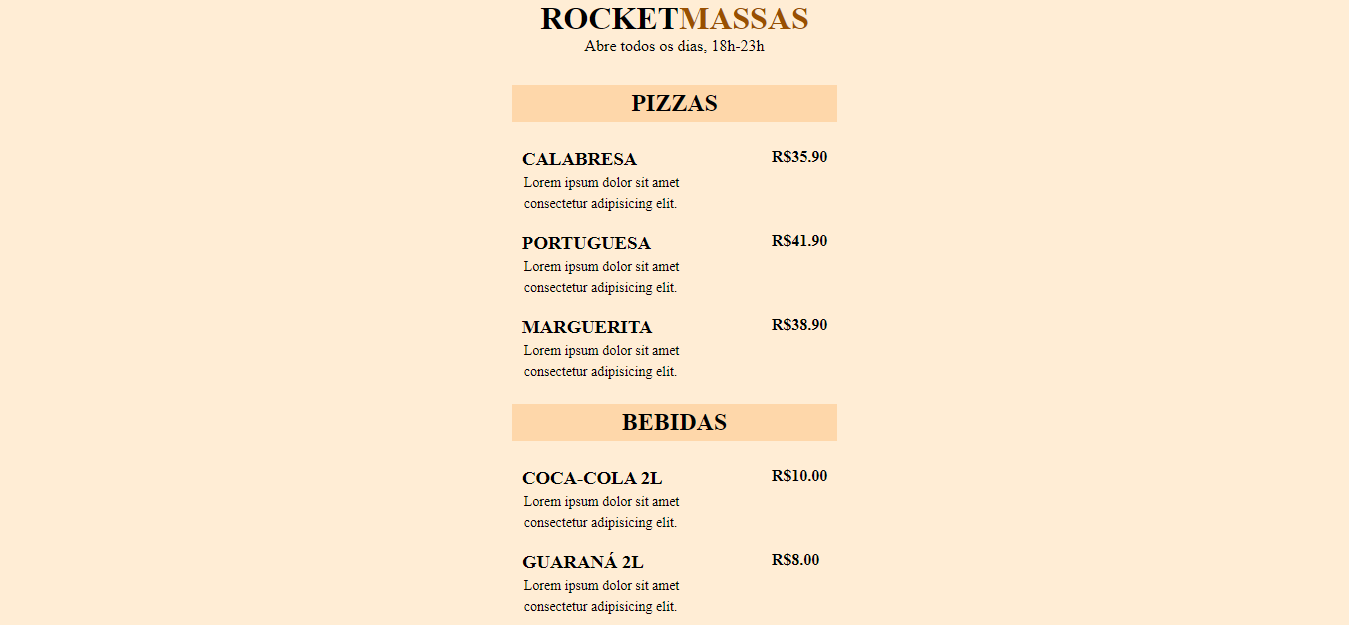 ROCKETMASSAS
Abre todos os dias, 18h-23h
PIZZAS
CALABRESA R$35.90
Lorem ipsum dolor sit amet
consectetur adipisicing elit.
PORTUGUESA R$41.90
Lorem ipsum dolor sit amet
consectetur adipisicing elit.
MARGUERITA R$38.90
Lorem ipsum dolor sit amet
consectetur adipisicing elit.
BEBIDAS
COCA-COLA 2L R$10.00
Lorem ipsum dolor sit amet
consectetur adipisicing elit.
GUARANÁ 2L R$8.00
Lorem ipsum dolor sit amet
consectetur adipisicing elit.